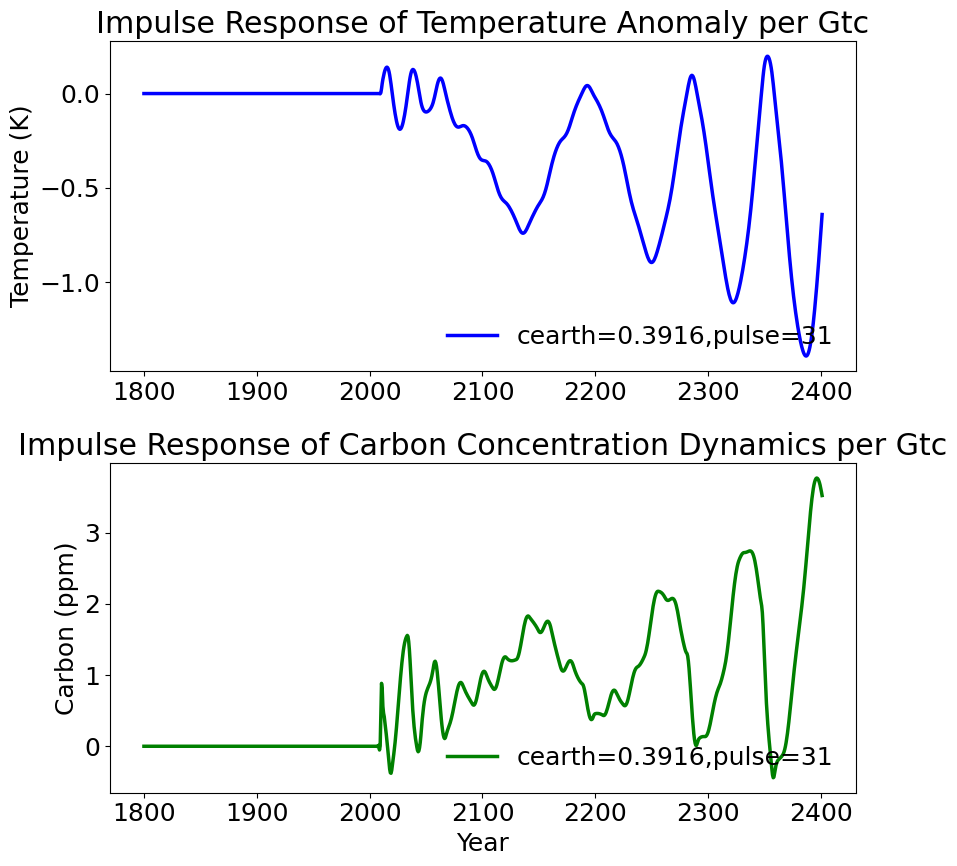 Impulse Response of Temperature Anomaly per Gtc
Temperature (K)
0.0
−0.5
−1.0
cearth=0.3916,pulse=31
1800 1900 2000 2100 2200 2300 2400
Impulse Response of Carbon Concentration Dynamics per Gtc
Carbon (ppm)
3
2
1
0
cearth=0.3916,pulse=31
1800 1900 2000 2100 2200 2300 2400
Year